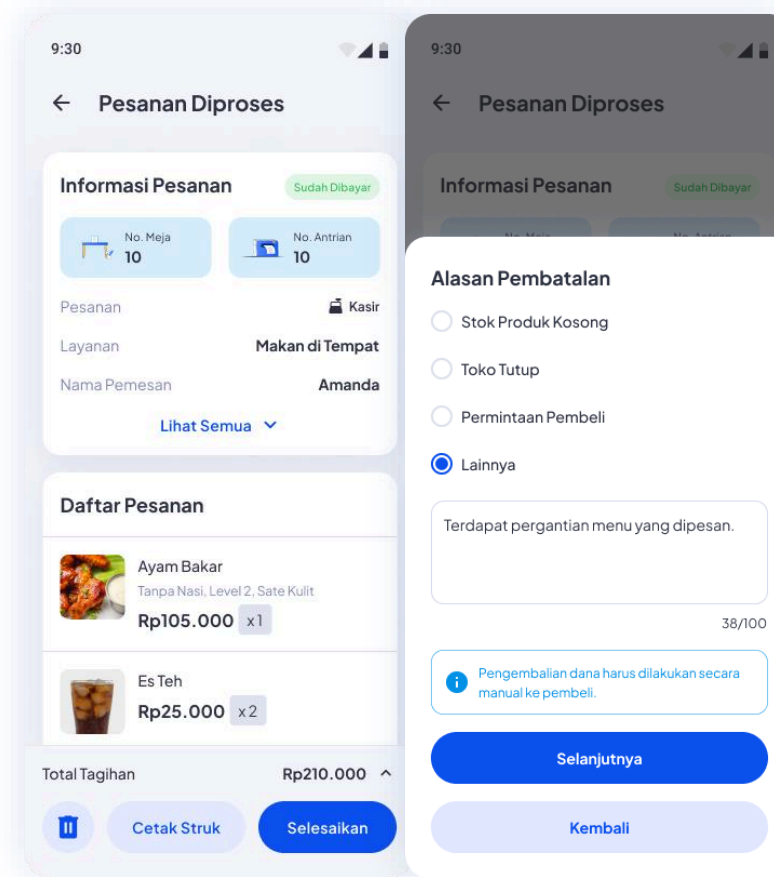 9:30
Pesanan Diproses
Informasi Pesanan
Sudah Dibayar
No. Meja
10
No. Antrian
10
Pesanan
Kasir
Layanan
Makan di Tempat
Nama Pemesan
Amanda
Lihat Semua
Daftar Pesanan
Ayam Bakar
Tanpa Nasi, Level 2, Sate Kulit
Rp105.000 x1
Es Teh
Rp25.000 x2
Total Tagihan
Rp210.000
Cetak Struk
Selesaikan
9:30
Pesanan Diproses
Informasi Pesanan
Sudah Dibayar
No. Meja
No. Antrian
Alasan Pembatalan
Stok Produk Kosong
Toko Tutup
Permintaan Pembeli
Lainnya
Terdapat pergantian menu yang dipesan.
38/100
Pengembalian dana harus dilakukan secara
manual ke pembeli.
Selanjutnya
Kembali